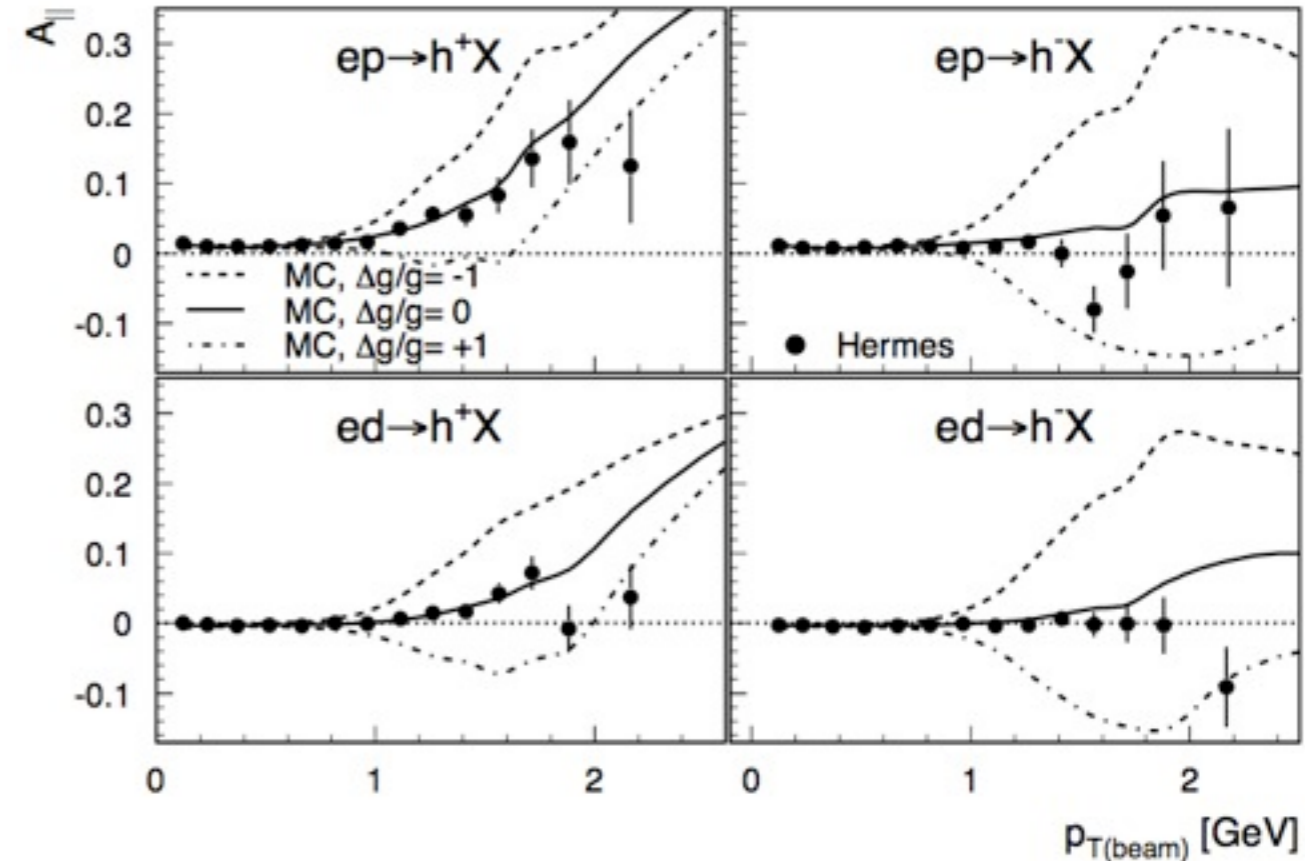 A||
ep→h⁺X
ep→h⁻X
0.3
0.2
0.1
0
-0.1
MC, Δg/g= -1
MC, Δg/g= 0
MC, Δg/g= +1
Hermes
ed→h⁺X
ed→h⁻X
0.3
0.2
0.1
0
-0.1
0 1 2 0 1 2
pT(beam) [GeV]